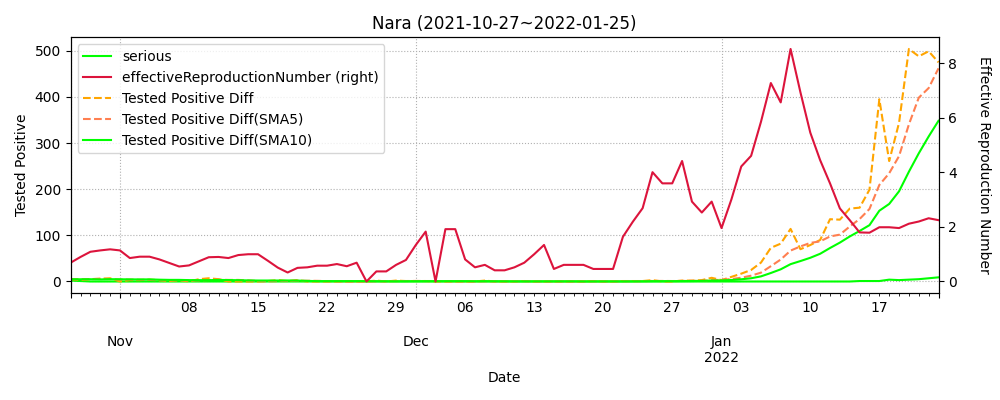 Nara (2021-10-27~2022-01-25)
serious
effectiveReproductionNumber (right)
Tested Positive Diff
Tested Positive Diff(SMA5)
Tested Positive Diff(SMA10)
Tested Positive
500
400
300
200
100
0
8
6
4
2
0
Effective Reproduction Number
08 15 22 29 06 13 20 27 03 10 17
Nov Dec Jan
2022
Date